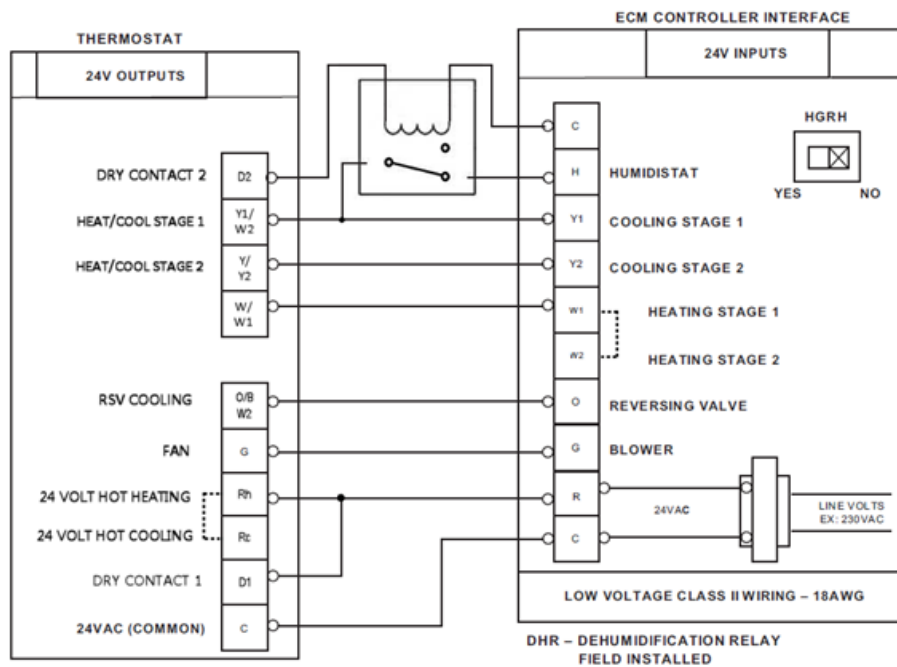 ECM CONTROLLER INTERFACE
THERMOSTAT
24V OUTPUTS
24V INPUTS
C
HGRH
YES
NO
DRY CONTACT 2
D2
H
HUMIDISTAT
HEAT/COOL STAGE 1
Y1/
W2
Y1
COOLING STAGE 1
HEAT/COOL STAGE 2
Y/
Y2
Y2
COOLING STAGE 2
W/
W1
W1
HEATING STAGE 1
W2
HEATING STAGE 2
RSV COOLING
O/B
W2
O
REVERSING VALVE
FAN
G
G
BLOWER
24 VOLT HOT HEATING
Rh
R
24VAC
LINE VOLTS
EX: 230VAC
24 VOLT HOT COOLING
Rc
C
DRY CONTACT 1
D1
24VAC (COMMON)
C
LOW VOLTAGE CLASS II WIRING – 18AWG
DHR – DEHUMIDIFICATION RELAY
FIELD INSTALLED